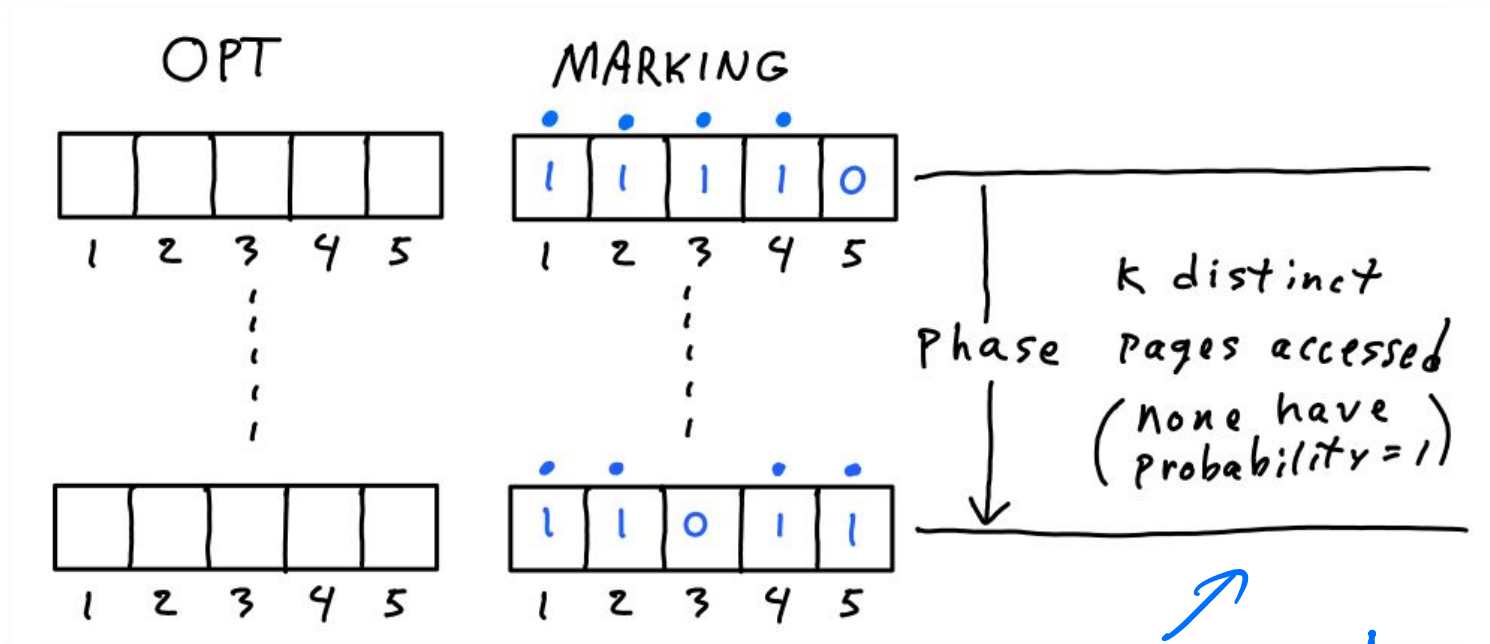 OPT MARKING
1 1 1 1 0
1 2 3 4 5 1 2 3 4 5
K distinct
Phase pages accessed
(none have
probability = 1)
1 1 0 1 1
1 2 3 4 5 1 2 3 4 5